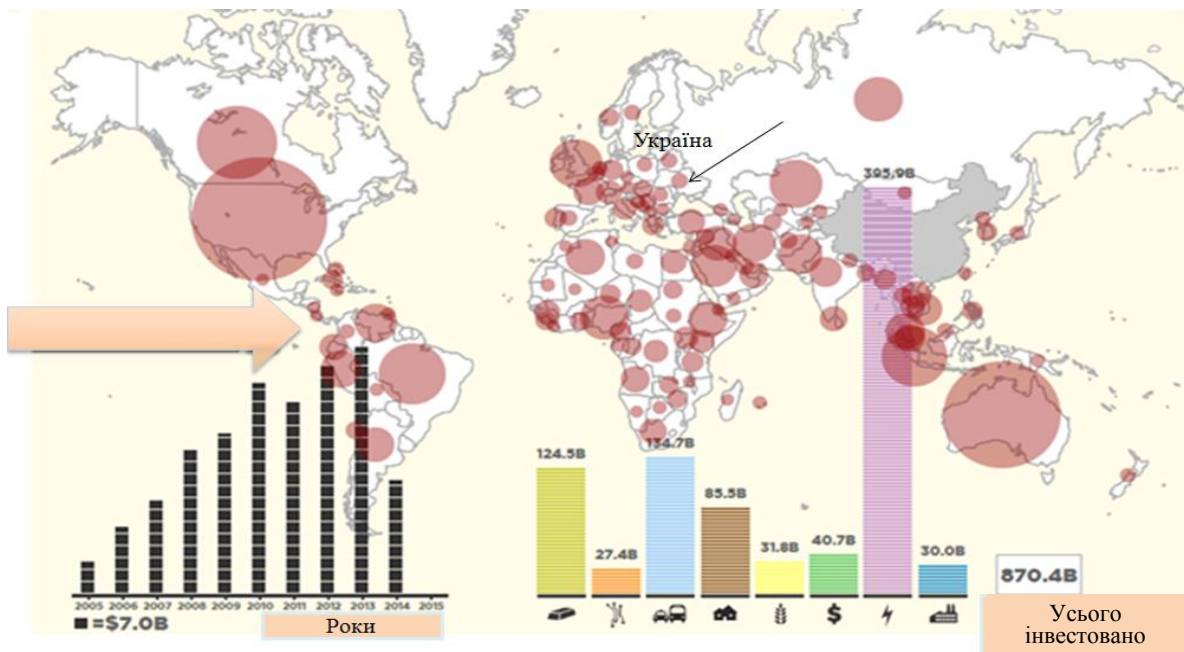 Україна
395.9B
124.5B
27.4B
134.7B
85.5B
31.8B
40.7B
30.0B
870.4B
2005 2006 2007 2008 2009 2010 2011 2012 2013 2014 2015
=$7.0B
Роки
$
Усього
інвестовано